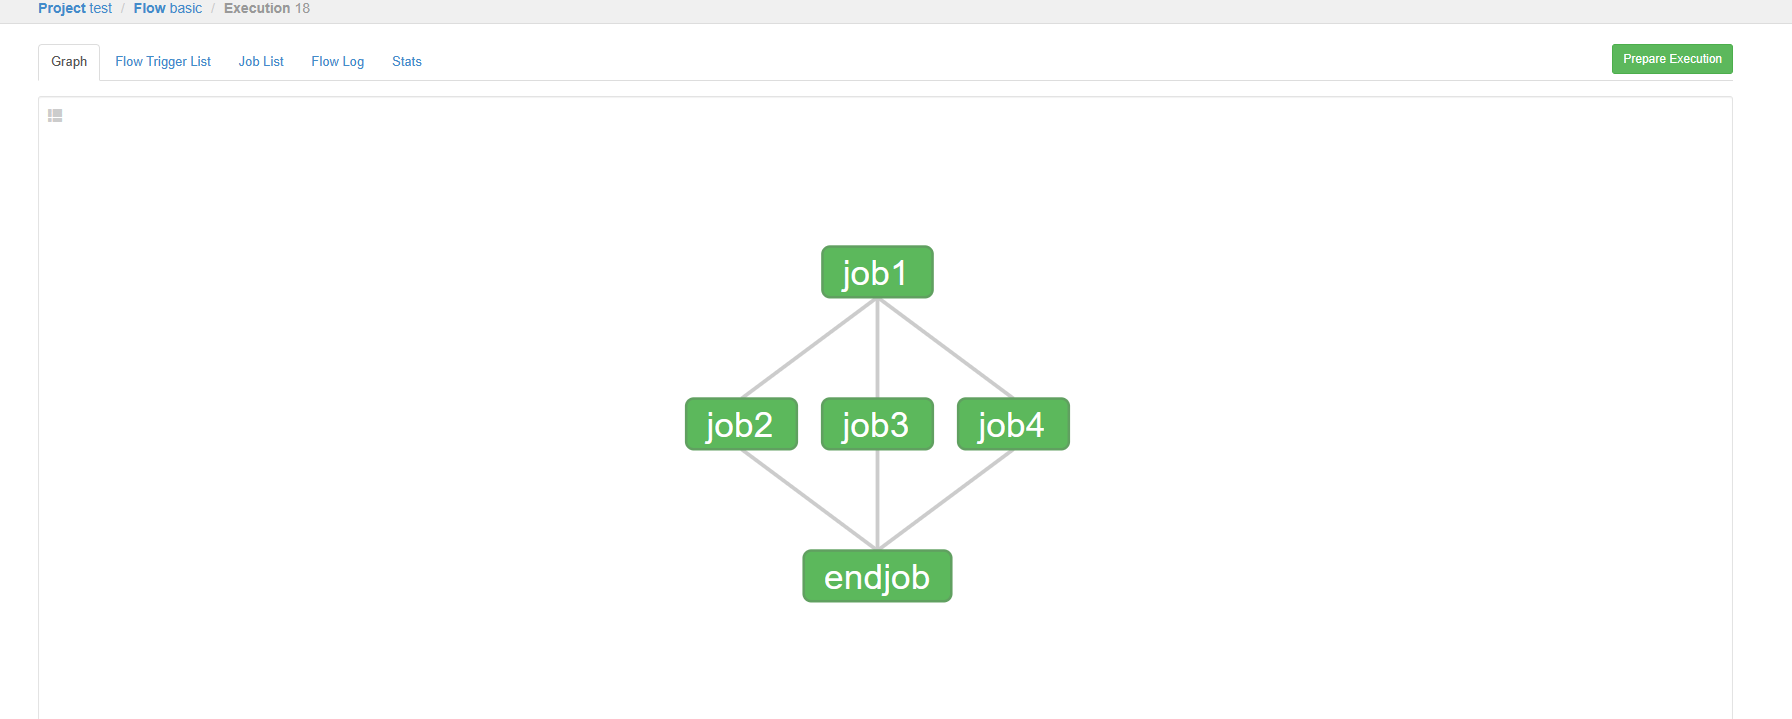 Project test / Flow basic / Execution 18
Graph Flow Trigger List Job List Flow Log Stats Prepare Execution
job1
job2 job3 job4
endjob